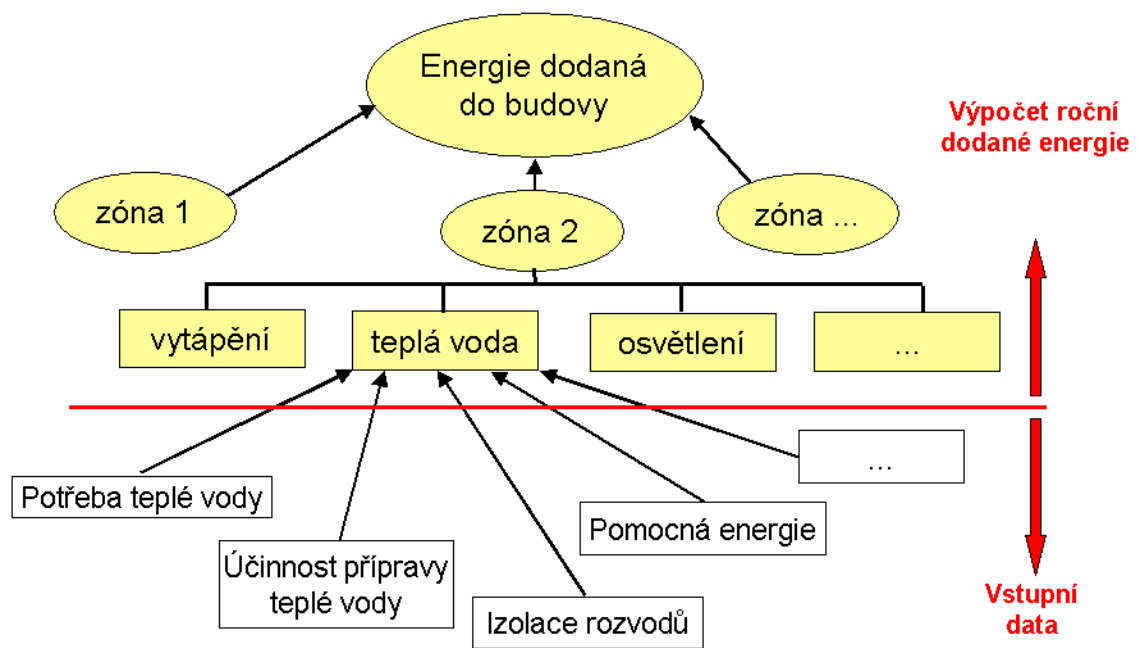 Energie dodaná
do budovy
Výpočet roční
dodané energie
zóna 1
zóna 2
zóna ...
vytápění
teplá voda
osvětlení
...
...
Potřeba teplé vody
Pomocná energie
Účinnost přípravy
teplé vody
Izolace rozvodů
Vstupní
data